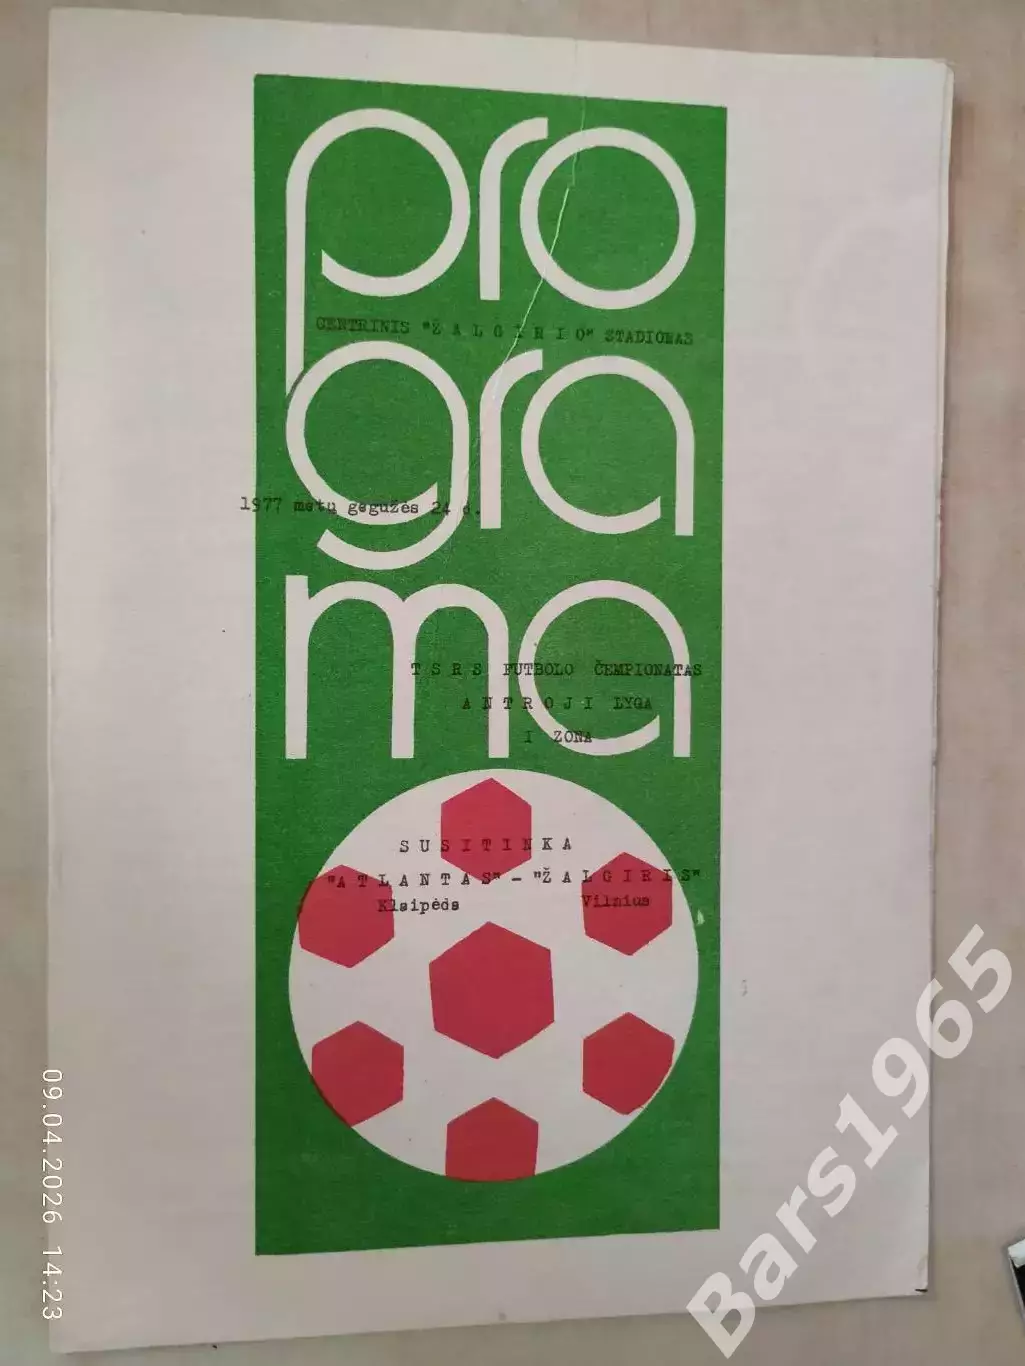 pro
CENTRINIS "ŽALGIRIO" STADIONAS
gra
1977 metų gegužės 24 d.
ma
TSRS FUTBOLO ČEMPIONATAS
ANTROJI LYGA
I ZONA
SUSITINKA
"ATLANTAS" - "ŽALGIRIS"
Klaipėda Vilnius
09.04.2026 14:23
Bars1965